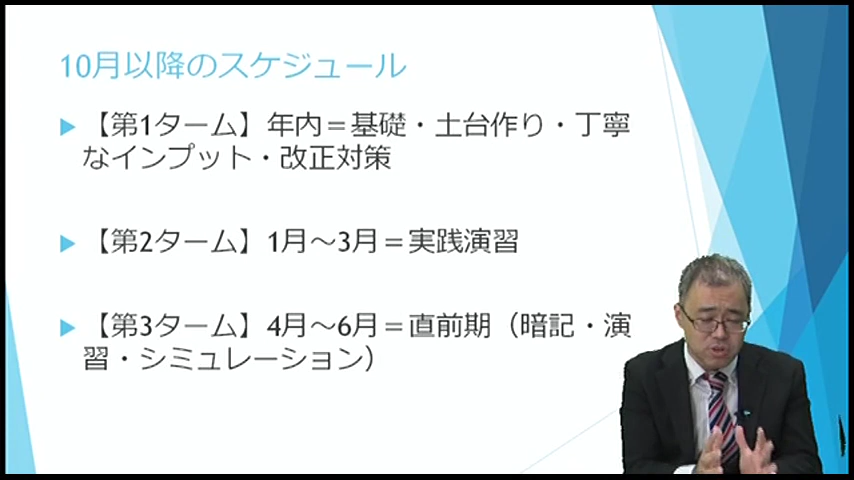 10月以降のスケジュール
【第1ターム】年内＝基礎・土台作り・丁寧
なインプット・改正対策
【第2ターム】1月～3月＝実践演習
【第3ターム】4月～6月＝直前期（暗記・演
習・シミュレーション）